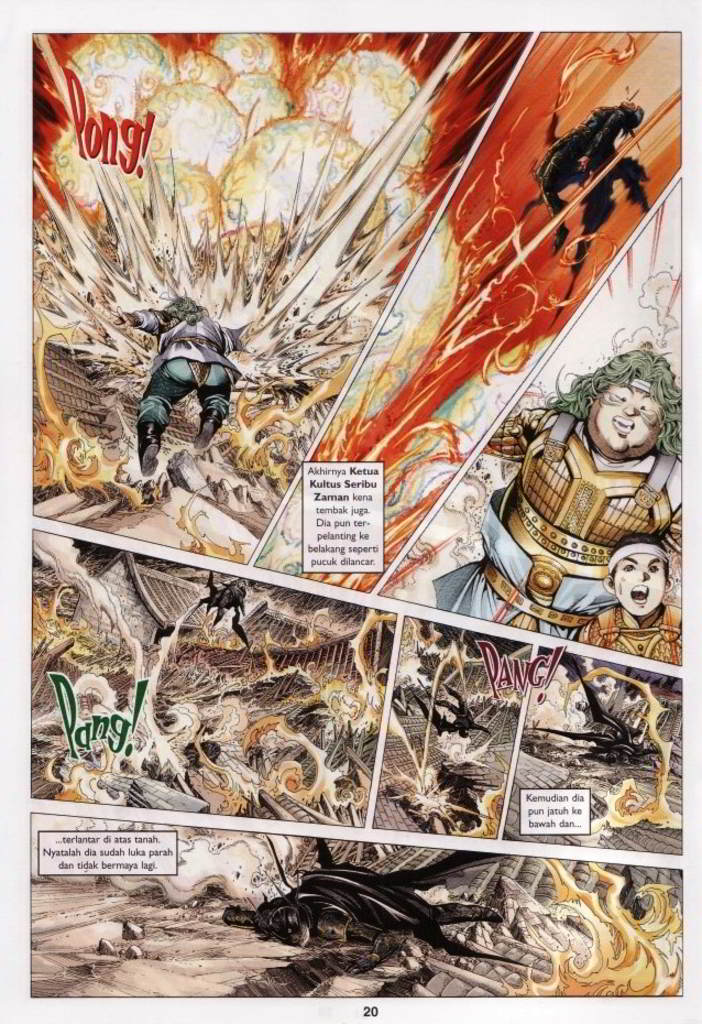 Pong!
Akhirnya Ketua
Kultus Seribu
Zaman kena
tembak juga.
Dia pun ter-
pelanting ke
belakang seperti
pucuk dilancar.
Pang!
PANG!
Kemudian dia
pun jatuh ke
bawah dan...
...terlantar di atas tanah.
Nyatalah dia sudah luka parah
dan tidak bermaya lagi.
20